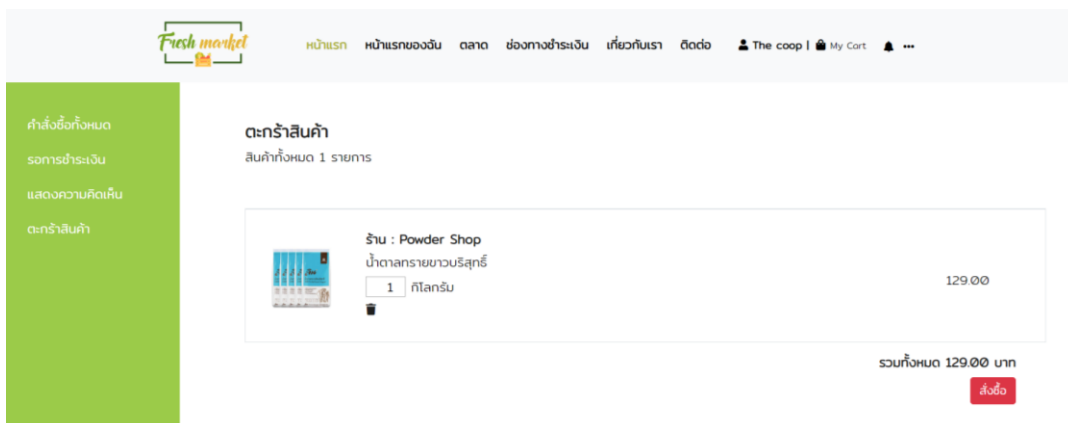 Fresh market
หน้าแรก หน้าแรกของฉัน ตลาด ช่องทางชำระเงิน เกี่ยวกับเรา ติดต่อ The coop | My Cart
คำสั่งซื้อทั้งหมด
รอการชำระเงิน
แสดงความคิดเห็น
ตะกร้าสินค้า
ตะกร้าสินค้า
สินค้าทั้งหมด 1 รายการ
ร้าน : Powder Shop
น้ำตาลทรายขาวบริสุทธิ์
1 กิโลกรัม
129.00
รวมทั้งหมด 129.00 บาท
สั่งซื้อ